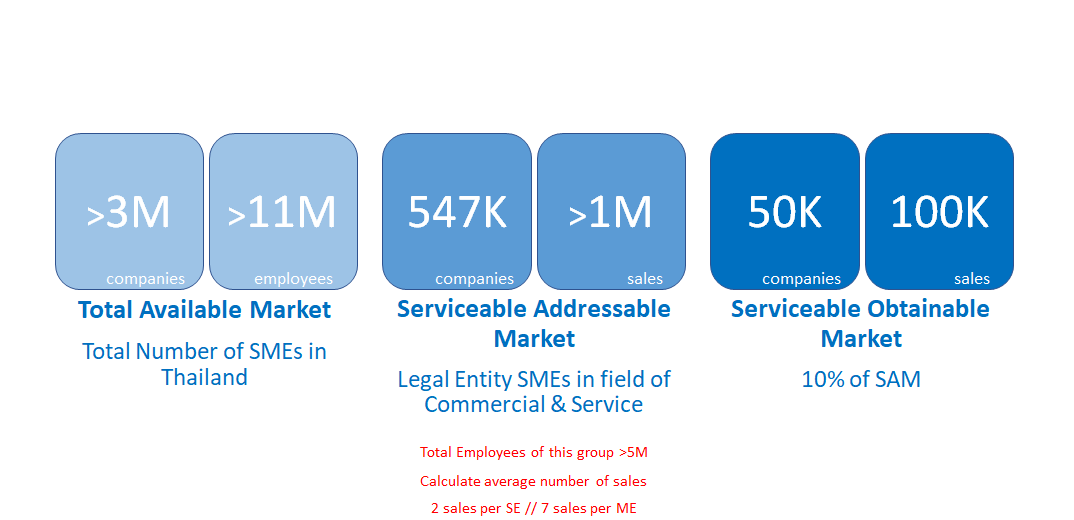 >3M
companies
>11M
employees
Total Available Market
Total Number of SMEs in
Thailand
547K
companies
>1M
sales
Serviceable Addressable
Market
Legal Entity SMEs in field of
Commercial & Service
Total Employees of this group >5M
Calculate average number of sales
2 sales per SE // 7 sales per ME
50K
companies
100K
sales
Serviceable Obtainable
Market
10% of SAM